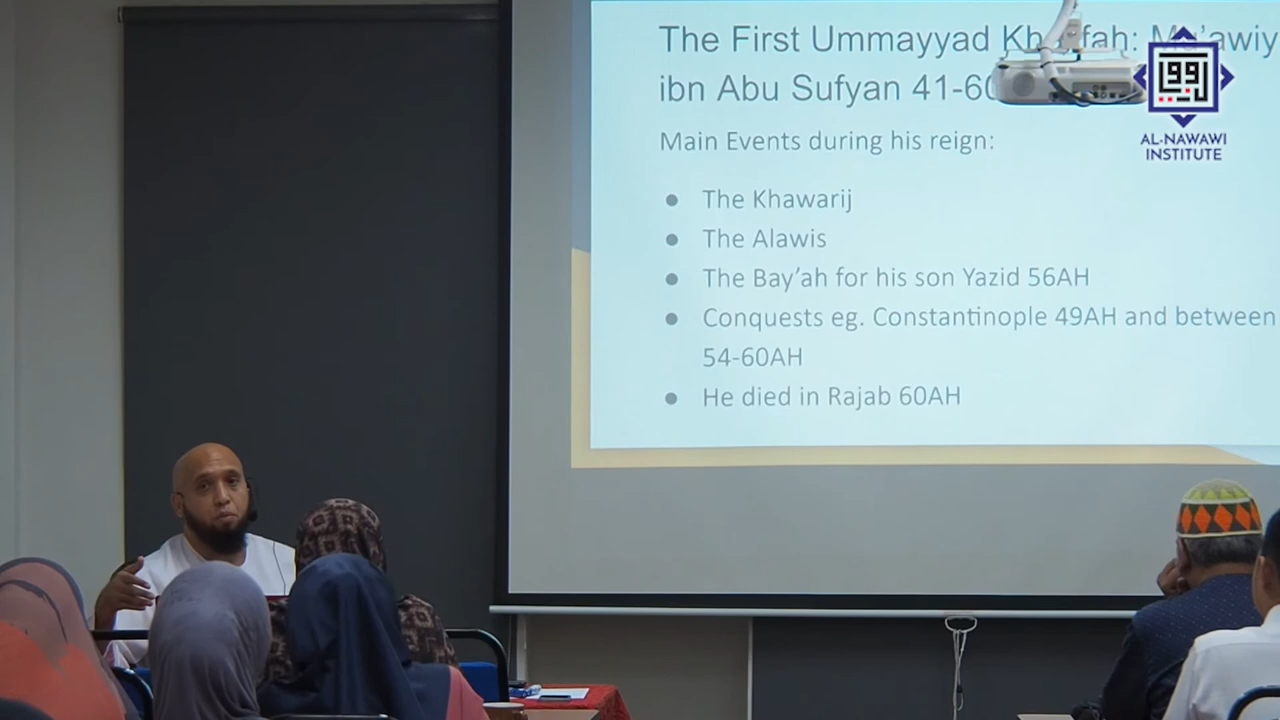 The First Ummayyad
ibn Abu Sufyan 41-60
Main Events during his reign:
● The Khawarij
● The Alawis
● The Bay’ah for his son Yazid 56AH
● Conquests eg. Constantinople 49AH and between
54-60AH
● He died in Rajab 60AH
AL-NAWAWI
INSTITUTE